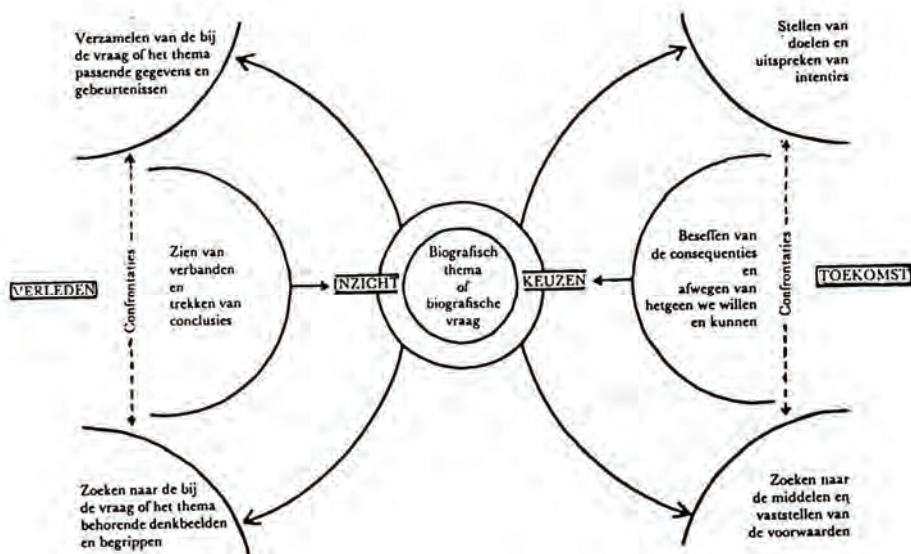 Verzamelen van de bij
de vraag of het thema
passende gegevens en
gebeurtenissen
Stellen van
doelen en
uitspreken van
intenties
VERLEDEN
Confrontaties
Zien van
verbanden
en
trekken van
conclusies
INZICHT
Biografisch
thema
of
biografische
vraag
KEUZEN
Beseffen van
de consequenties
en
afwegen van
hetgeen we willen
en kunnen
Confrontaties
TOEKOMST
Zoeken naar de bij
de vraag of het thema
behorende denkbeelden
en begrippen
Zoeken naar
de middelen en
vaststellen van
de voorwaarden